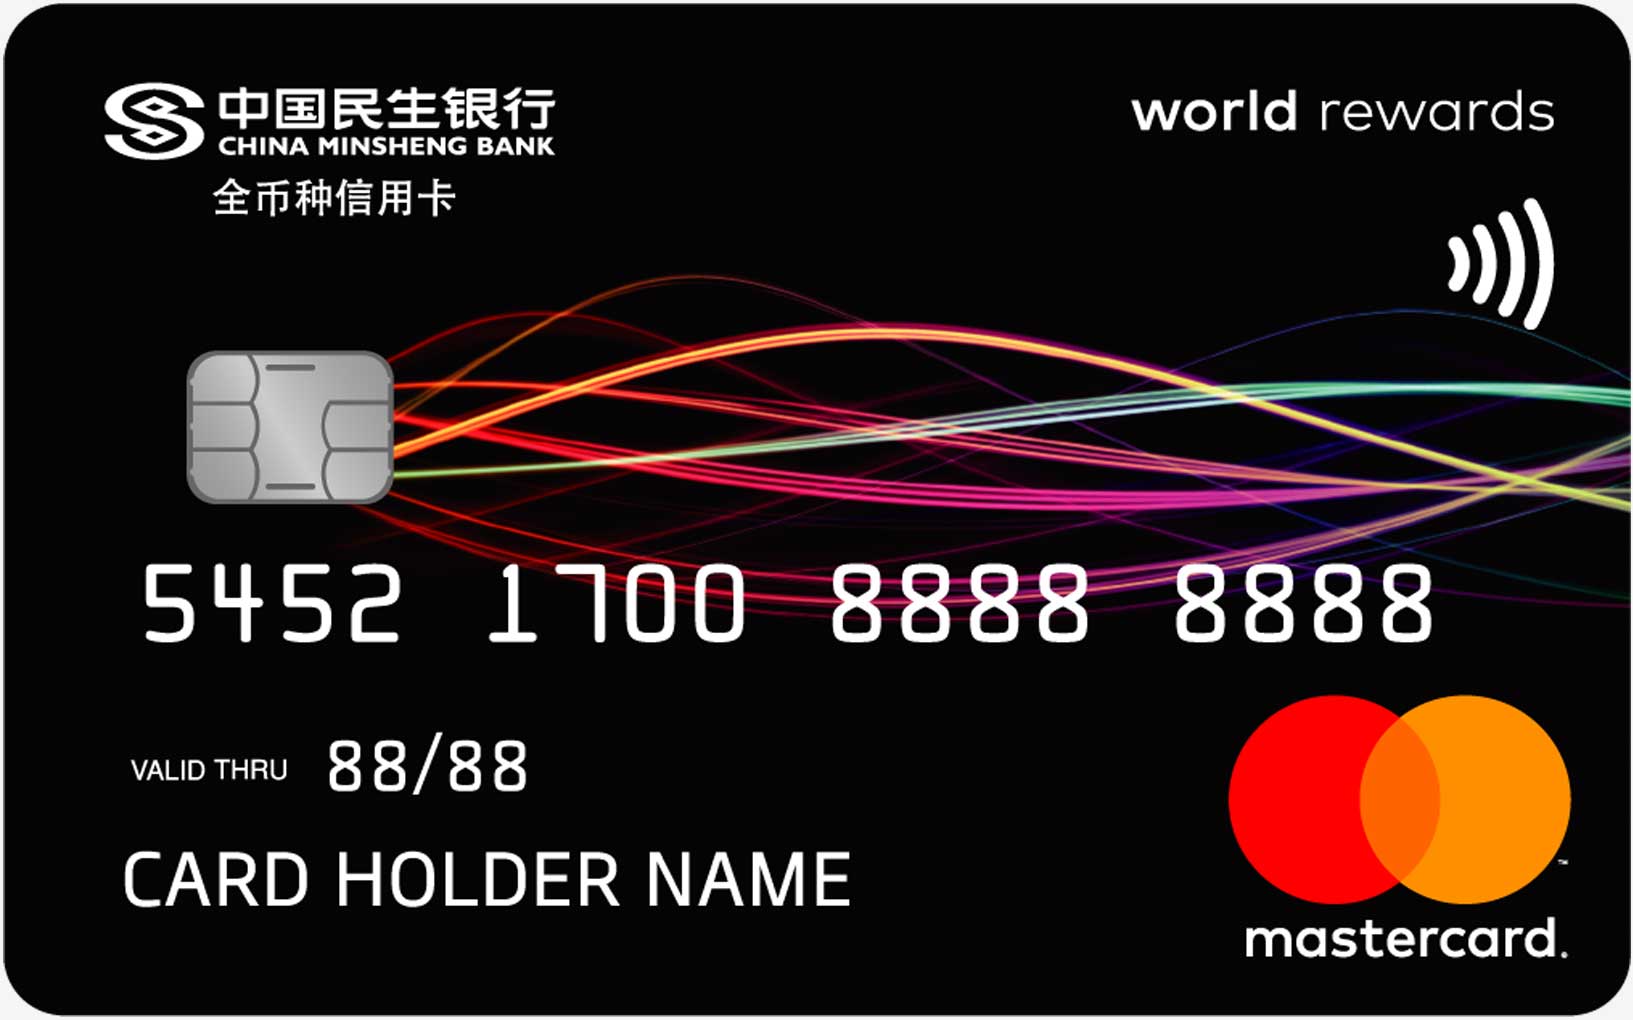 中国民生银行
CHINA MINSHENG BANK
全币种信用卡
world rewards
5452 1700 8888 8888
VALID THRU 88/88
CARD HOLDER NAME
mastercard.
™